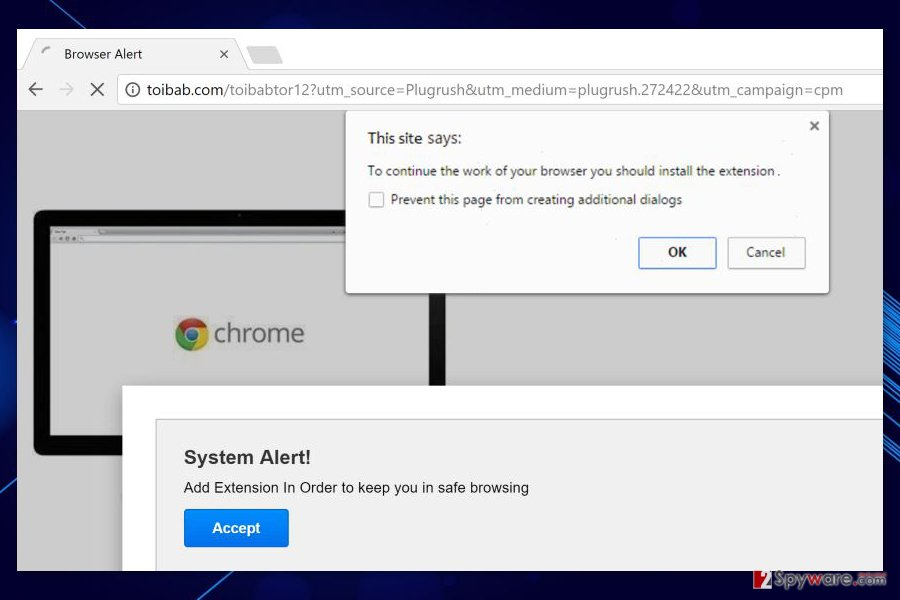 Browser Alert
toibab.com/toibabtor12?utm_source=Plugrush&utm_medium=plugrush.272422&utm_campaign=cpm
This site says:
To continue the work of your browser you should install the extension .
Prevent this page from creating additional dialogs
OK
Cancel
chrome
System Alert!
Add Extension In Order to keep you in safe browsing
Accept
2 Spyware.com